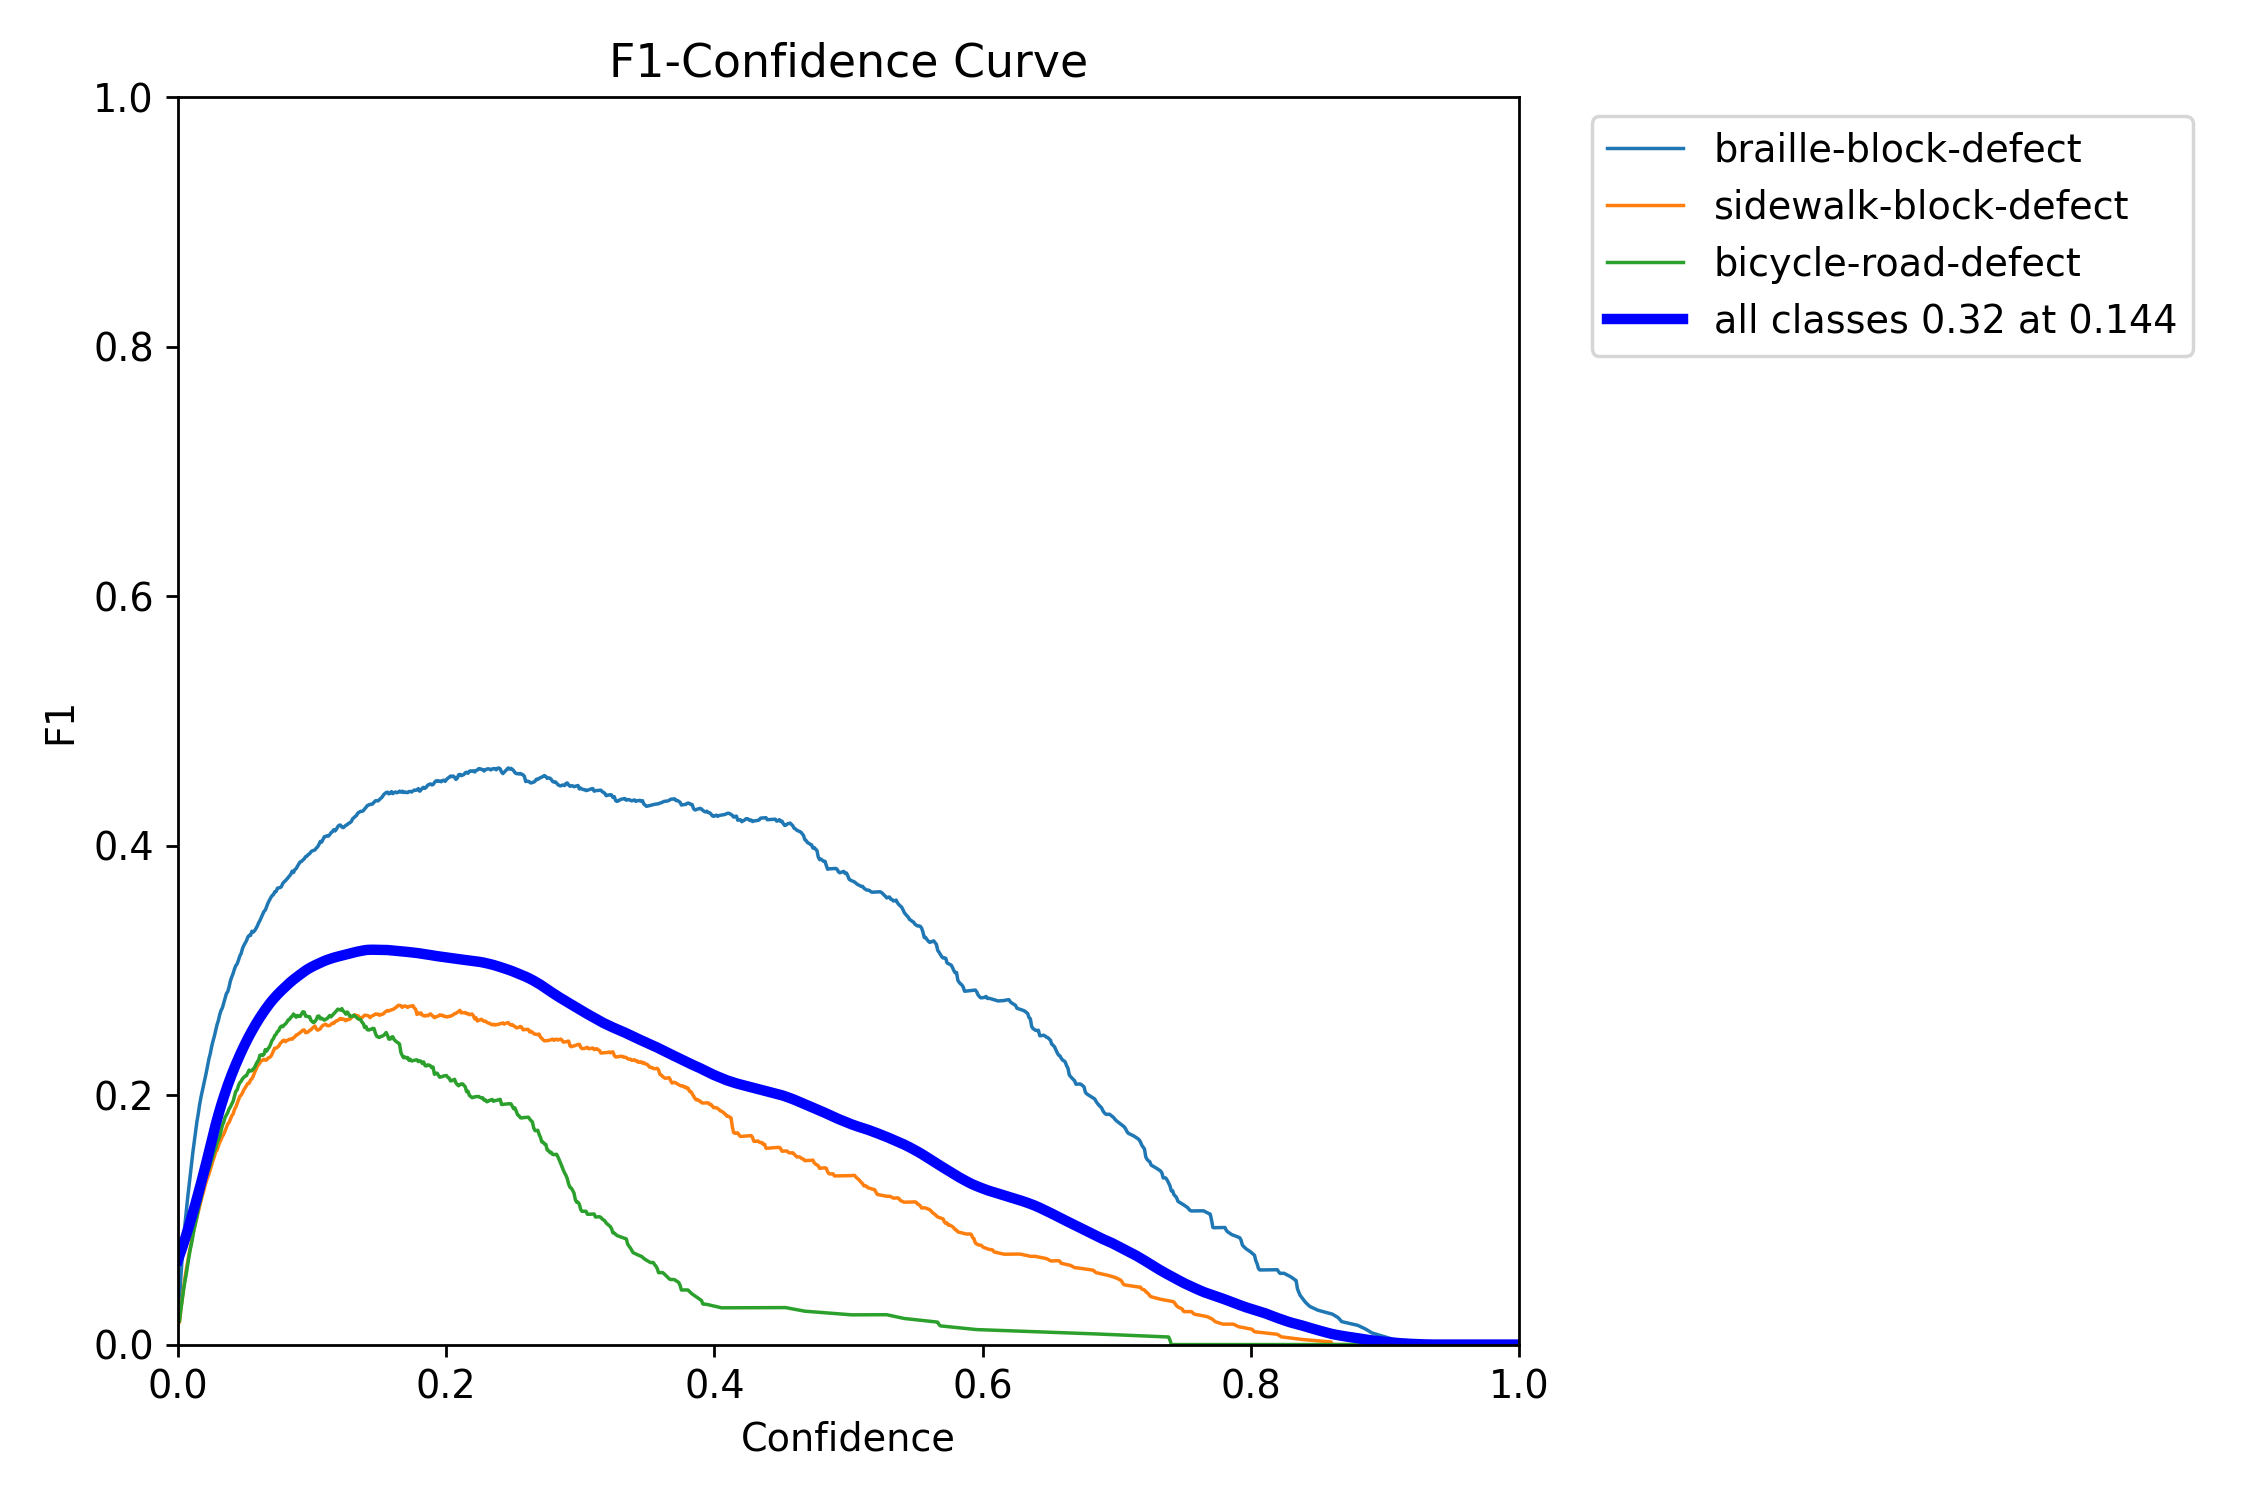 F1-Confidence Curve
1.0
0.8
0.6
0.4
0.2
0.0
F1
0.0 0.2 0.4 0.6 0.8 1.0
Confidence
braille-block-defect
sidewalk-block-defect
bicycle-road-defect
all classes 0.32 at 0.144